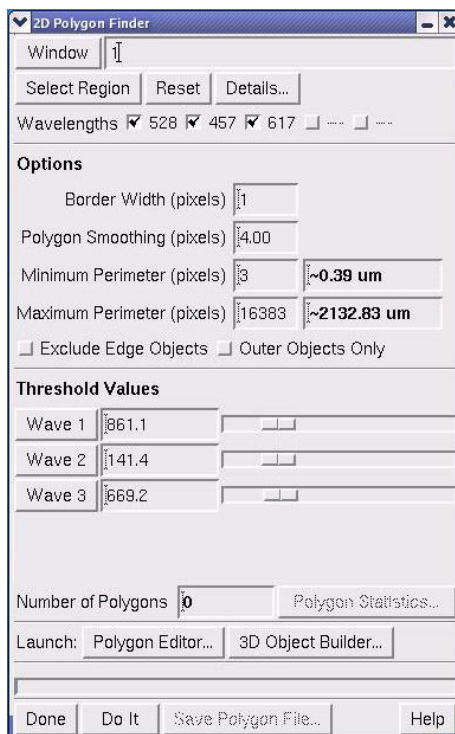 2D Polygon Finder
Window 1
Select Region Reset Details...
Wavelengths 528 457 617 ---- ----
Options
Border Width (pixels) 1
Polygon Smoothing (pixels) 4.00
Minimum Perimeter (pixels) 3 ~0.39 um
Maximum Perimeter (pixels) 16383 ~2132.83 um
Exclude Edge Objects Outer Objects Only
Threshold Values
Wave 1 861.1
Wave 2 141.4
Wave 3 669.2
Number of Polygons 0 Polygon Statistics...
Launch: Polygon Editor... 3D Object Builder...
Done Do It Save Polygon File... Help